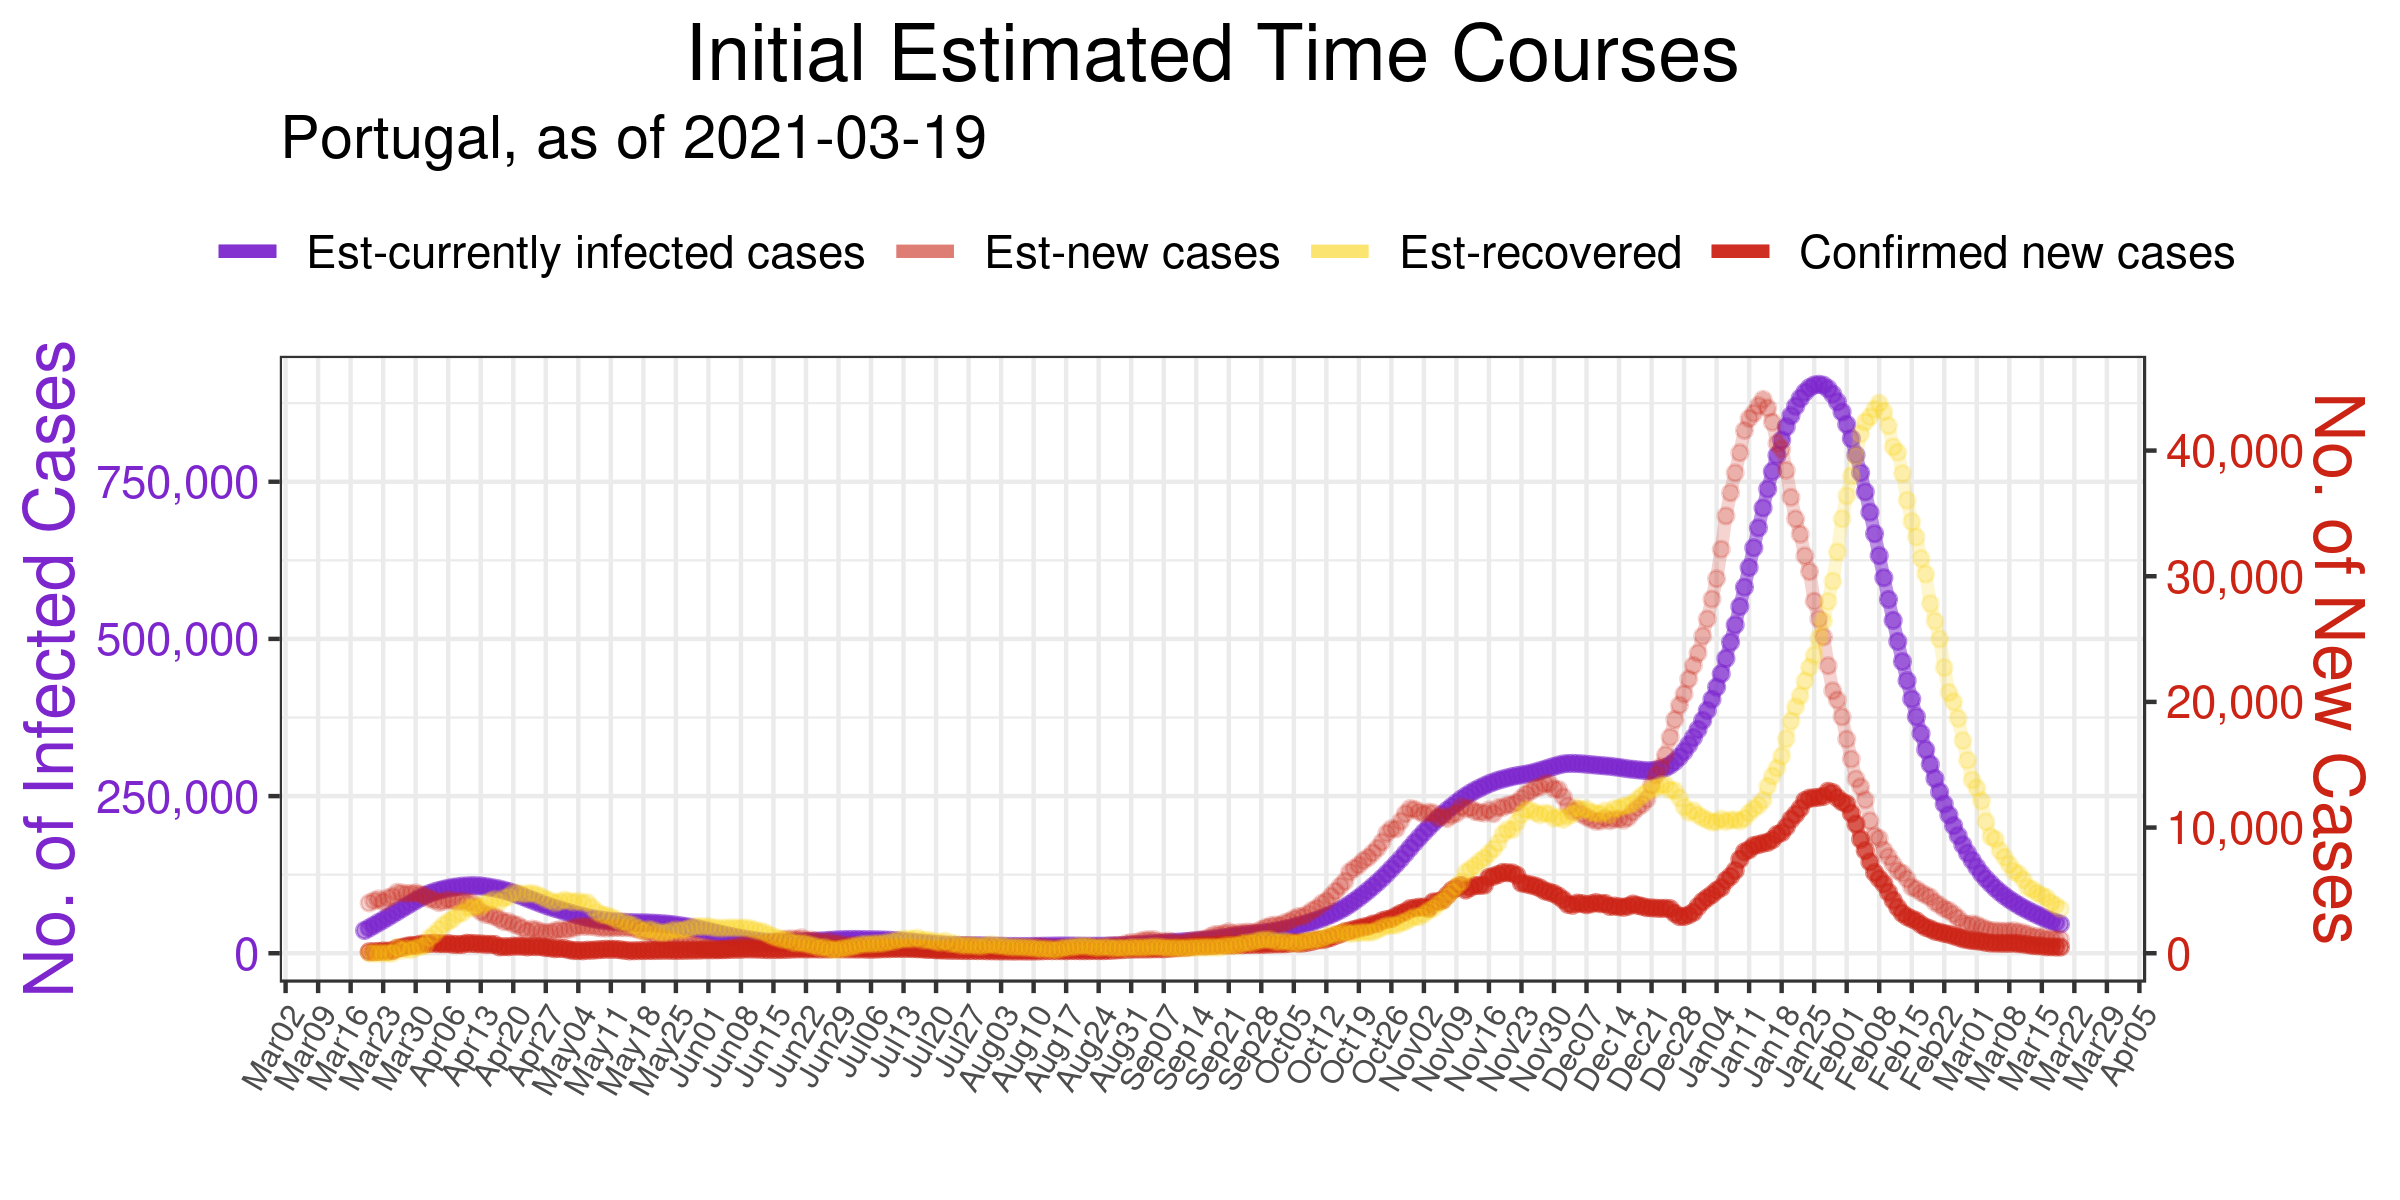 Initial Estimated Time Courses
Portugal, as of 2021-03-19
Est-currently infected cases Est-new cases Est-recovered Confirmed new cases
No. of Infected Cases
750,000
500,000
250,000
0
40,000
30,000
20,000
10,000
0
No. of New Cases
Mar02 Mar09 Mar16 Mar23 Mar30 Apr06 Apr13 Apr20 Apr27 May04 May11 May18 May25 Jun01 Jun08 Jun15 Jun22 Jun29 Jul06 Jul13 Jul20 Jul27 Aug03 Aug10 Aug17 Aug24 Aug31 Sep07 Sep14 Sep21 Sep28 Oct05 Oct12 Oct19 Oct26 Nov02 Nov09 Nov16 Nov23 Nov30 Dec07 Dec14 Dec21 Dec28 Jan04 Jan11 Jan18 Jan25 Feb01 Feb08 Feb15 Feb22 Mar01 Mar08 Mar15 Mar22 Mar29 Apr05